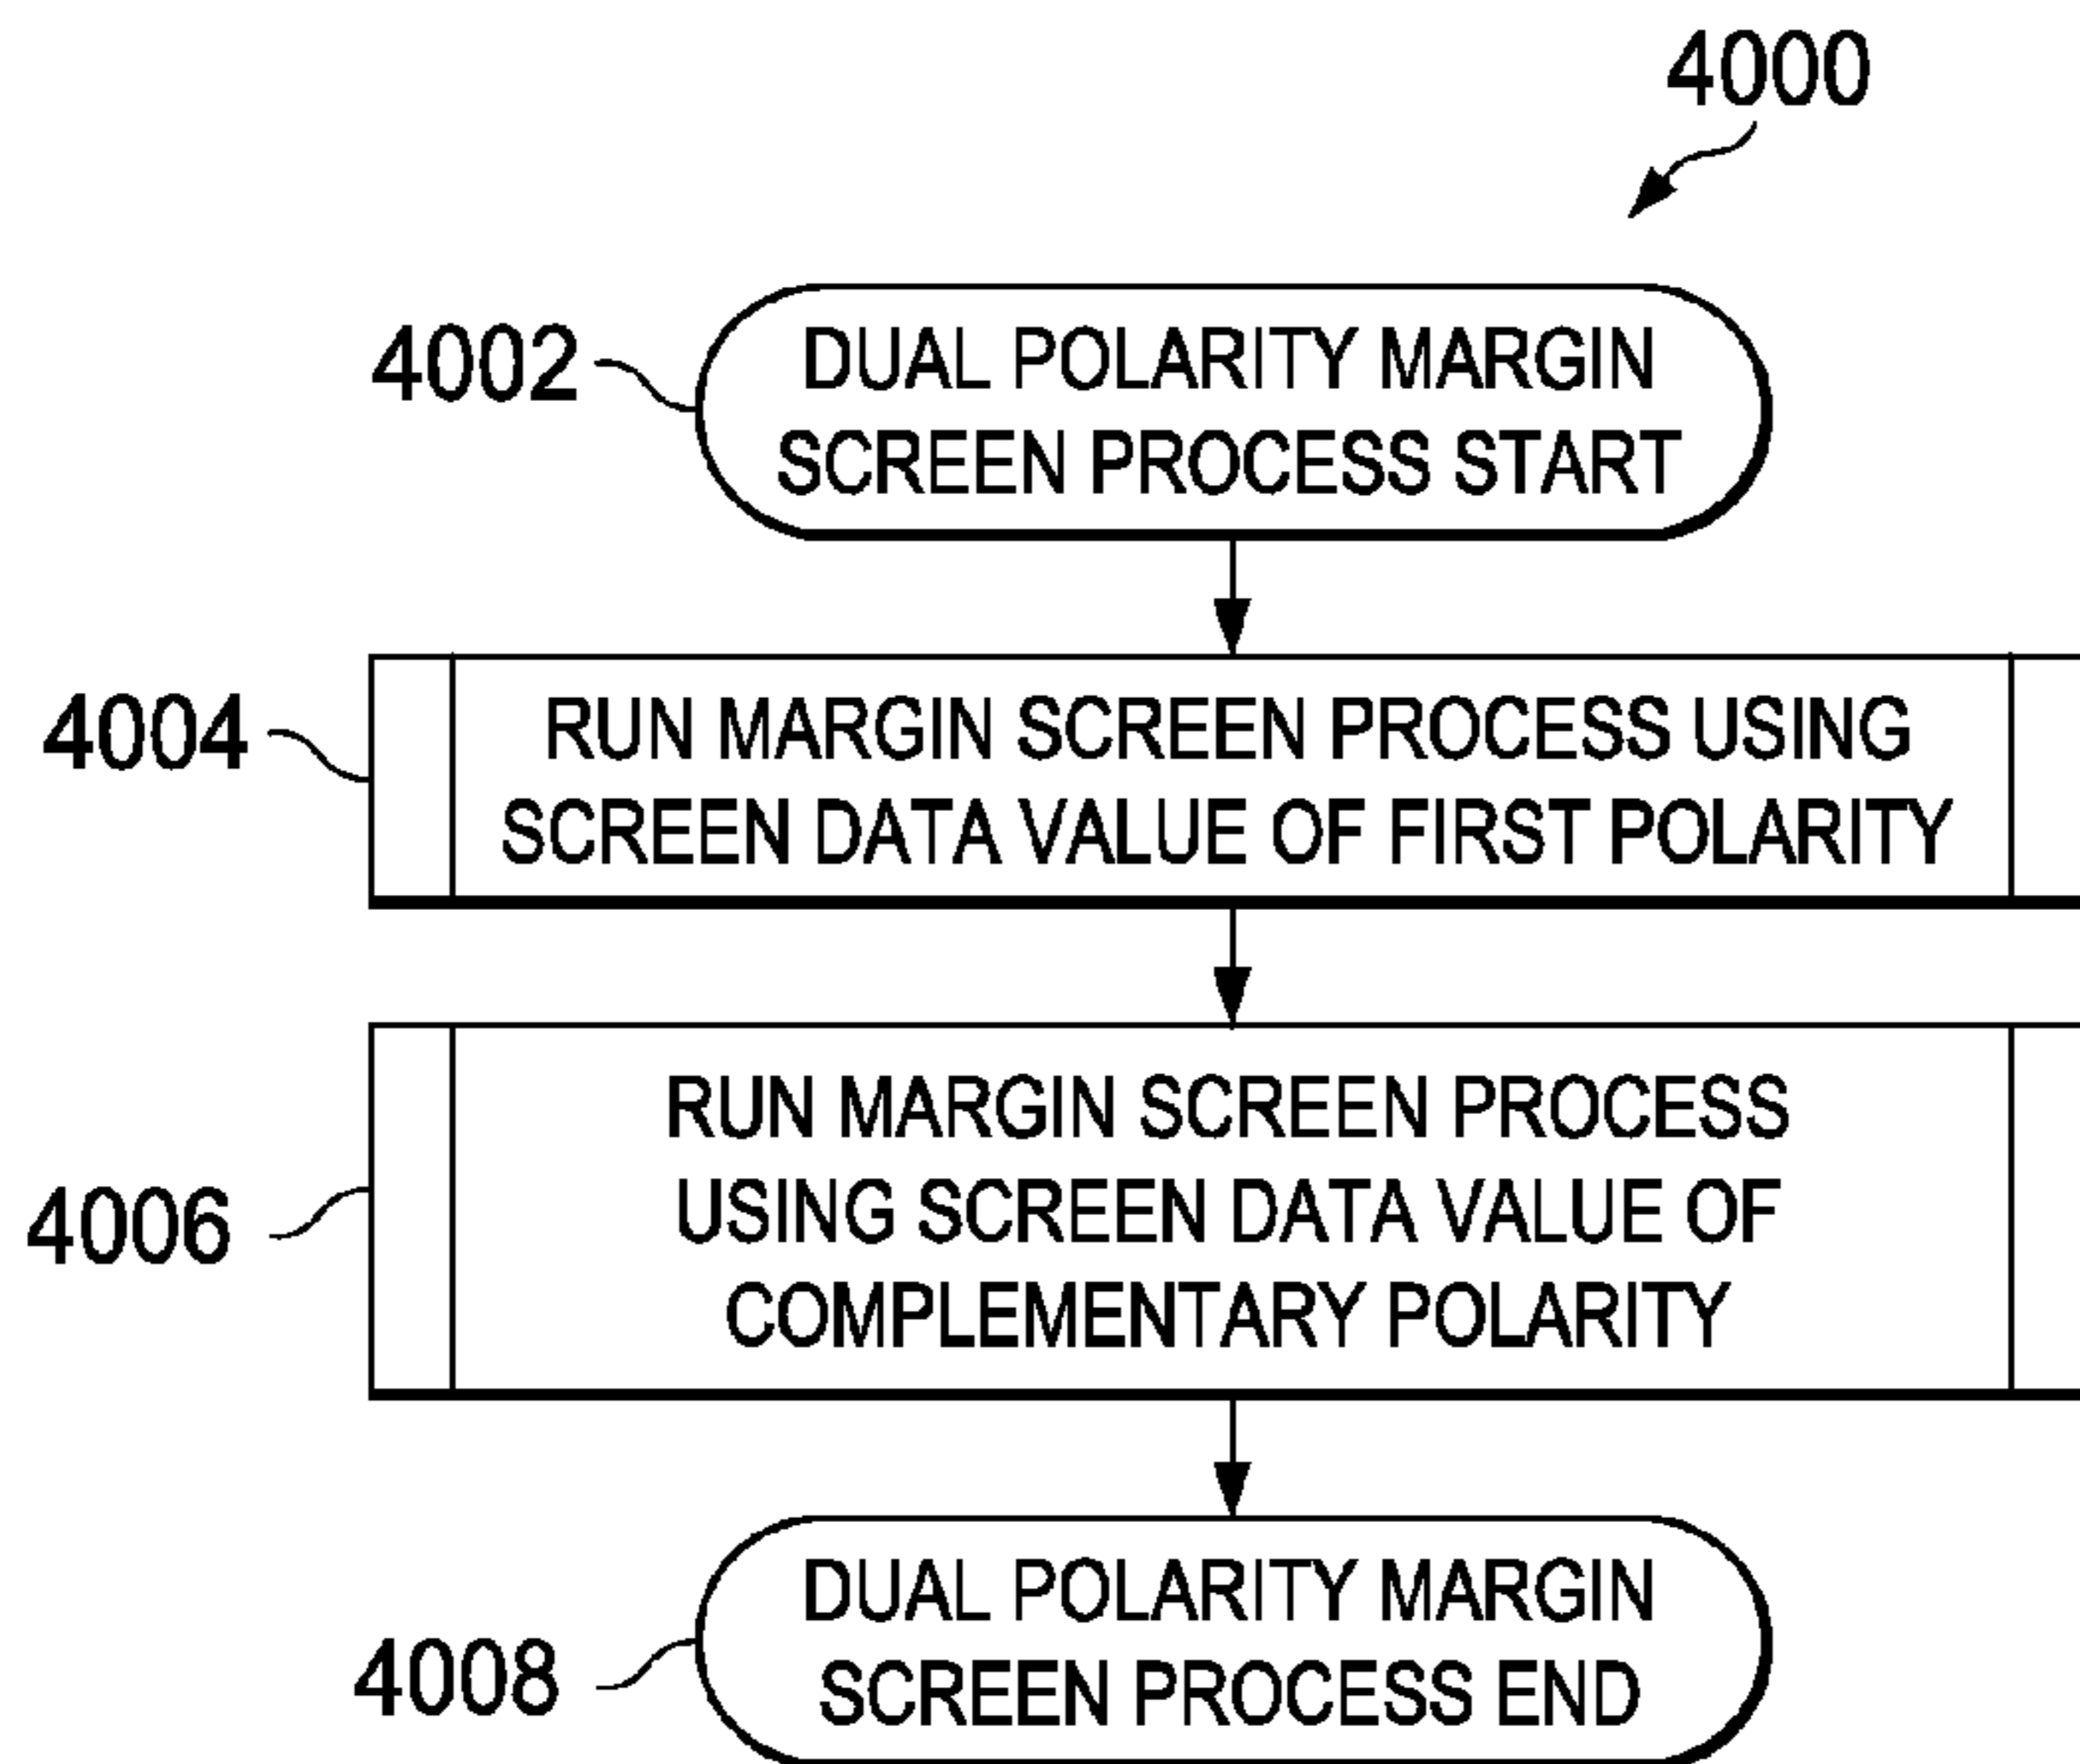 4000
4002
DUAL POLARITY MARGIN
SCREEN PROCESS START
4004
RUN MARGIN SCREEN PROCESS USING
SCREEN DATA VALUE OF FIRST POLARITY
4006
RUN MARGIN SCREEN PROCESS
USING SCREEN DATA VALUE OF
COMPLEMENTARY POLARITY
4008
DUAL POLARITY MARGIN
SCREEN PROCESS END